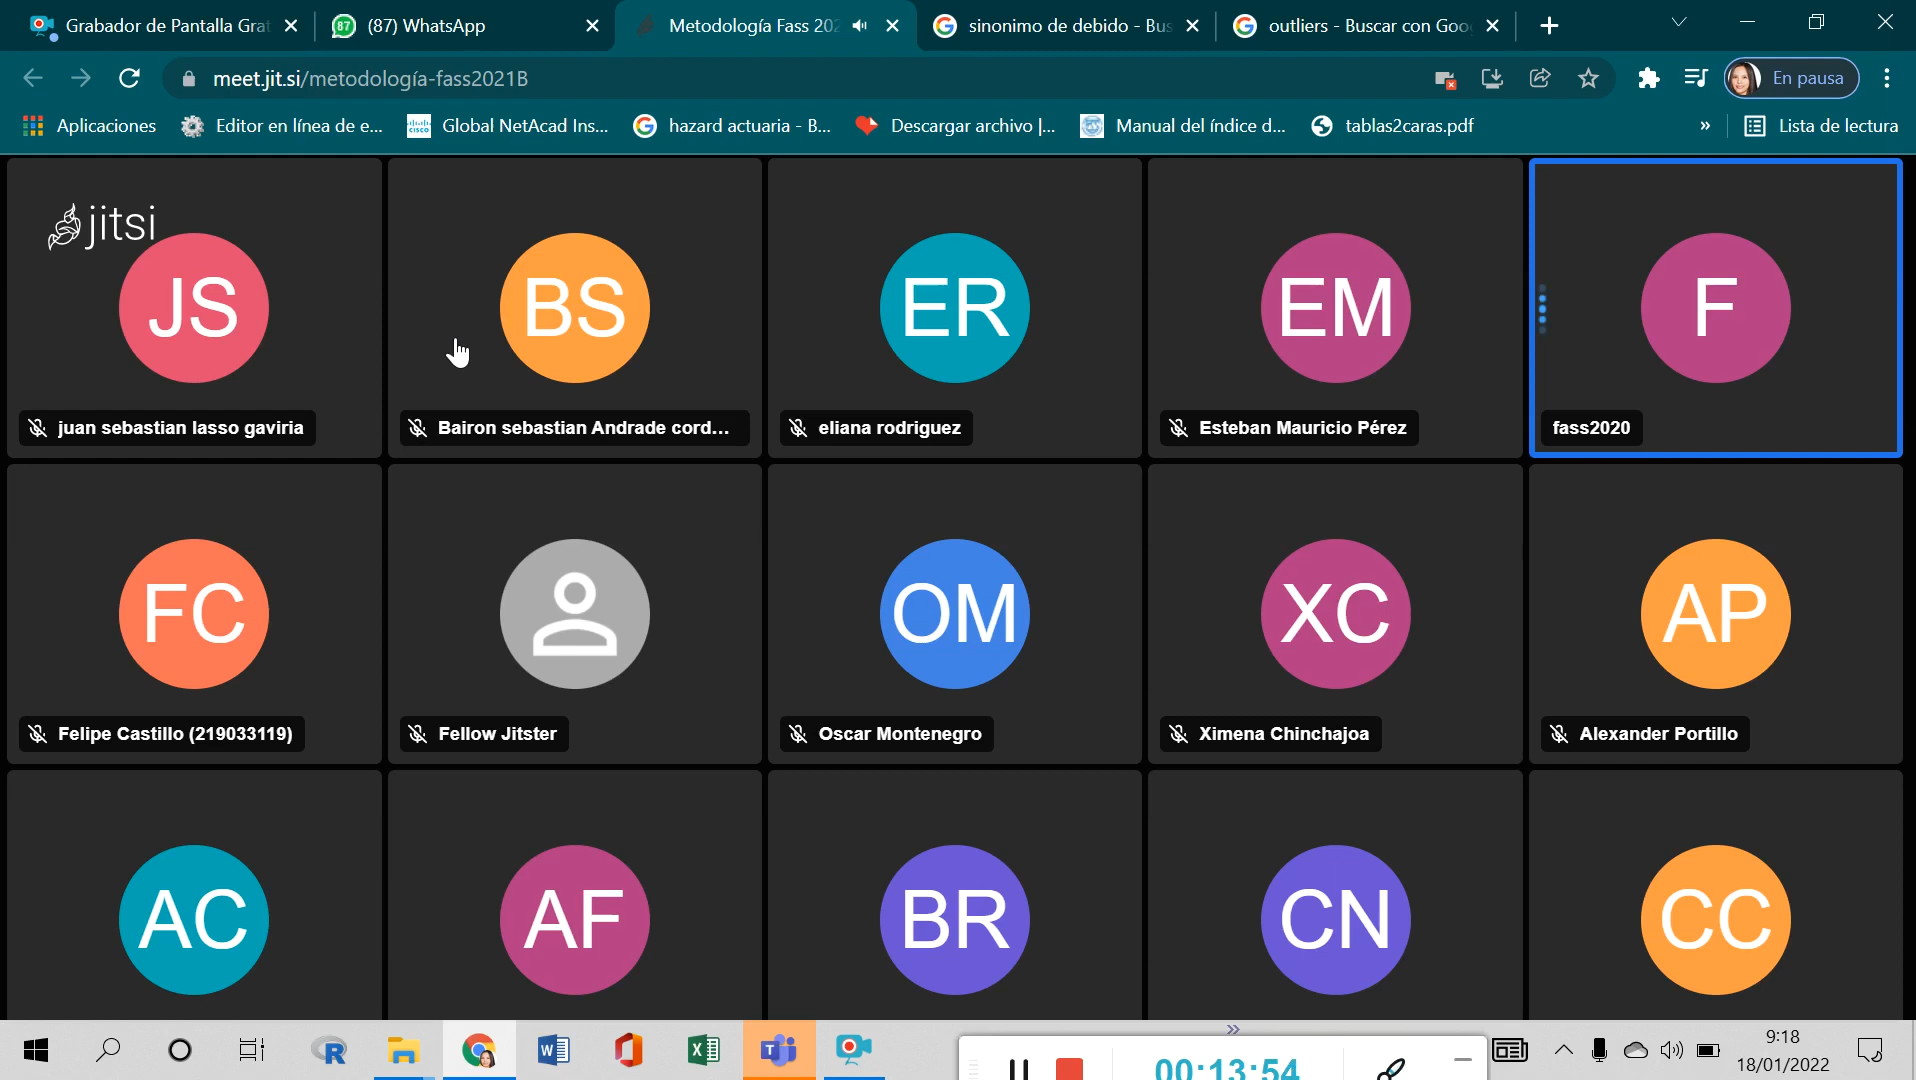 Grabador de Pantalla Grat
(87) WhatsApp
Metodología Fass 202
sinonimo de debido - Bus
outliers - Buscar con Goo
meet.jit.si/metodología-fass2021B
En pausa
Aplicaciones
Editor en línea de e...
Global NetAcad Ins...
hazard actuaria - B...
Descargar archivo |...
Manual del índice d...
tablas2caras.pdf
»
Lista de lectura
jitsi
JS
BS
ER
EM
F
juan sebastian lasso gaviria
Bairon sebastian Andrade cord...
eliana rodriguez
Esteban Mauricio Pérez
fass2020
FC
OM
XC
AP
Felipe Castillo (219033119)
Fellow Jitster
Oscar Montenegro
Ximena Chinchajoa
Alexander Portillo
AC
AF
BR
CN
CC
00:13:54
9:18
18/01/2022